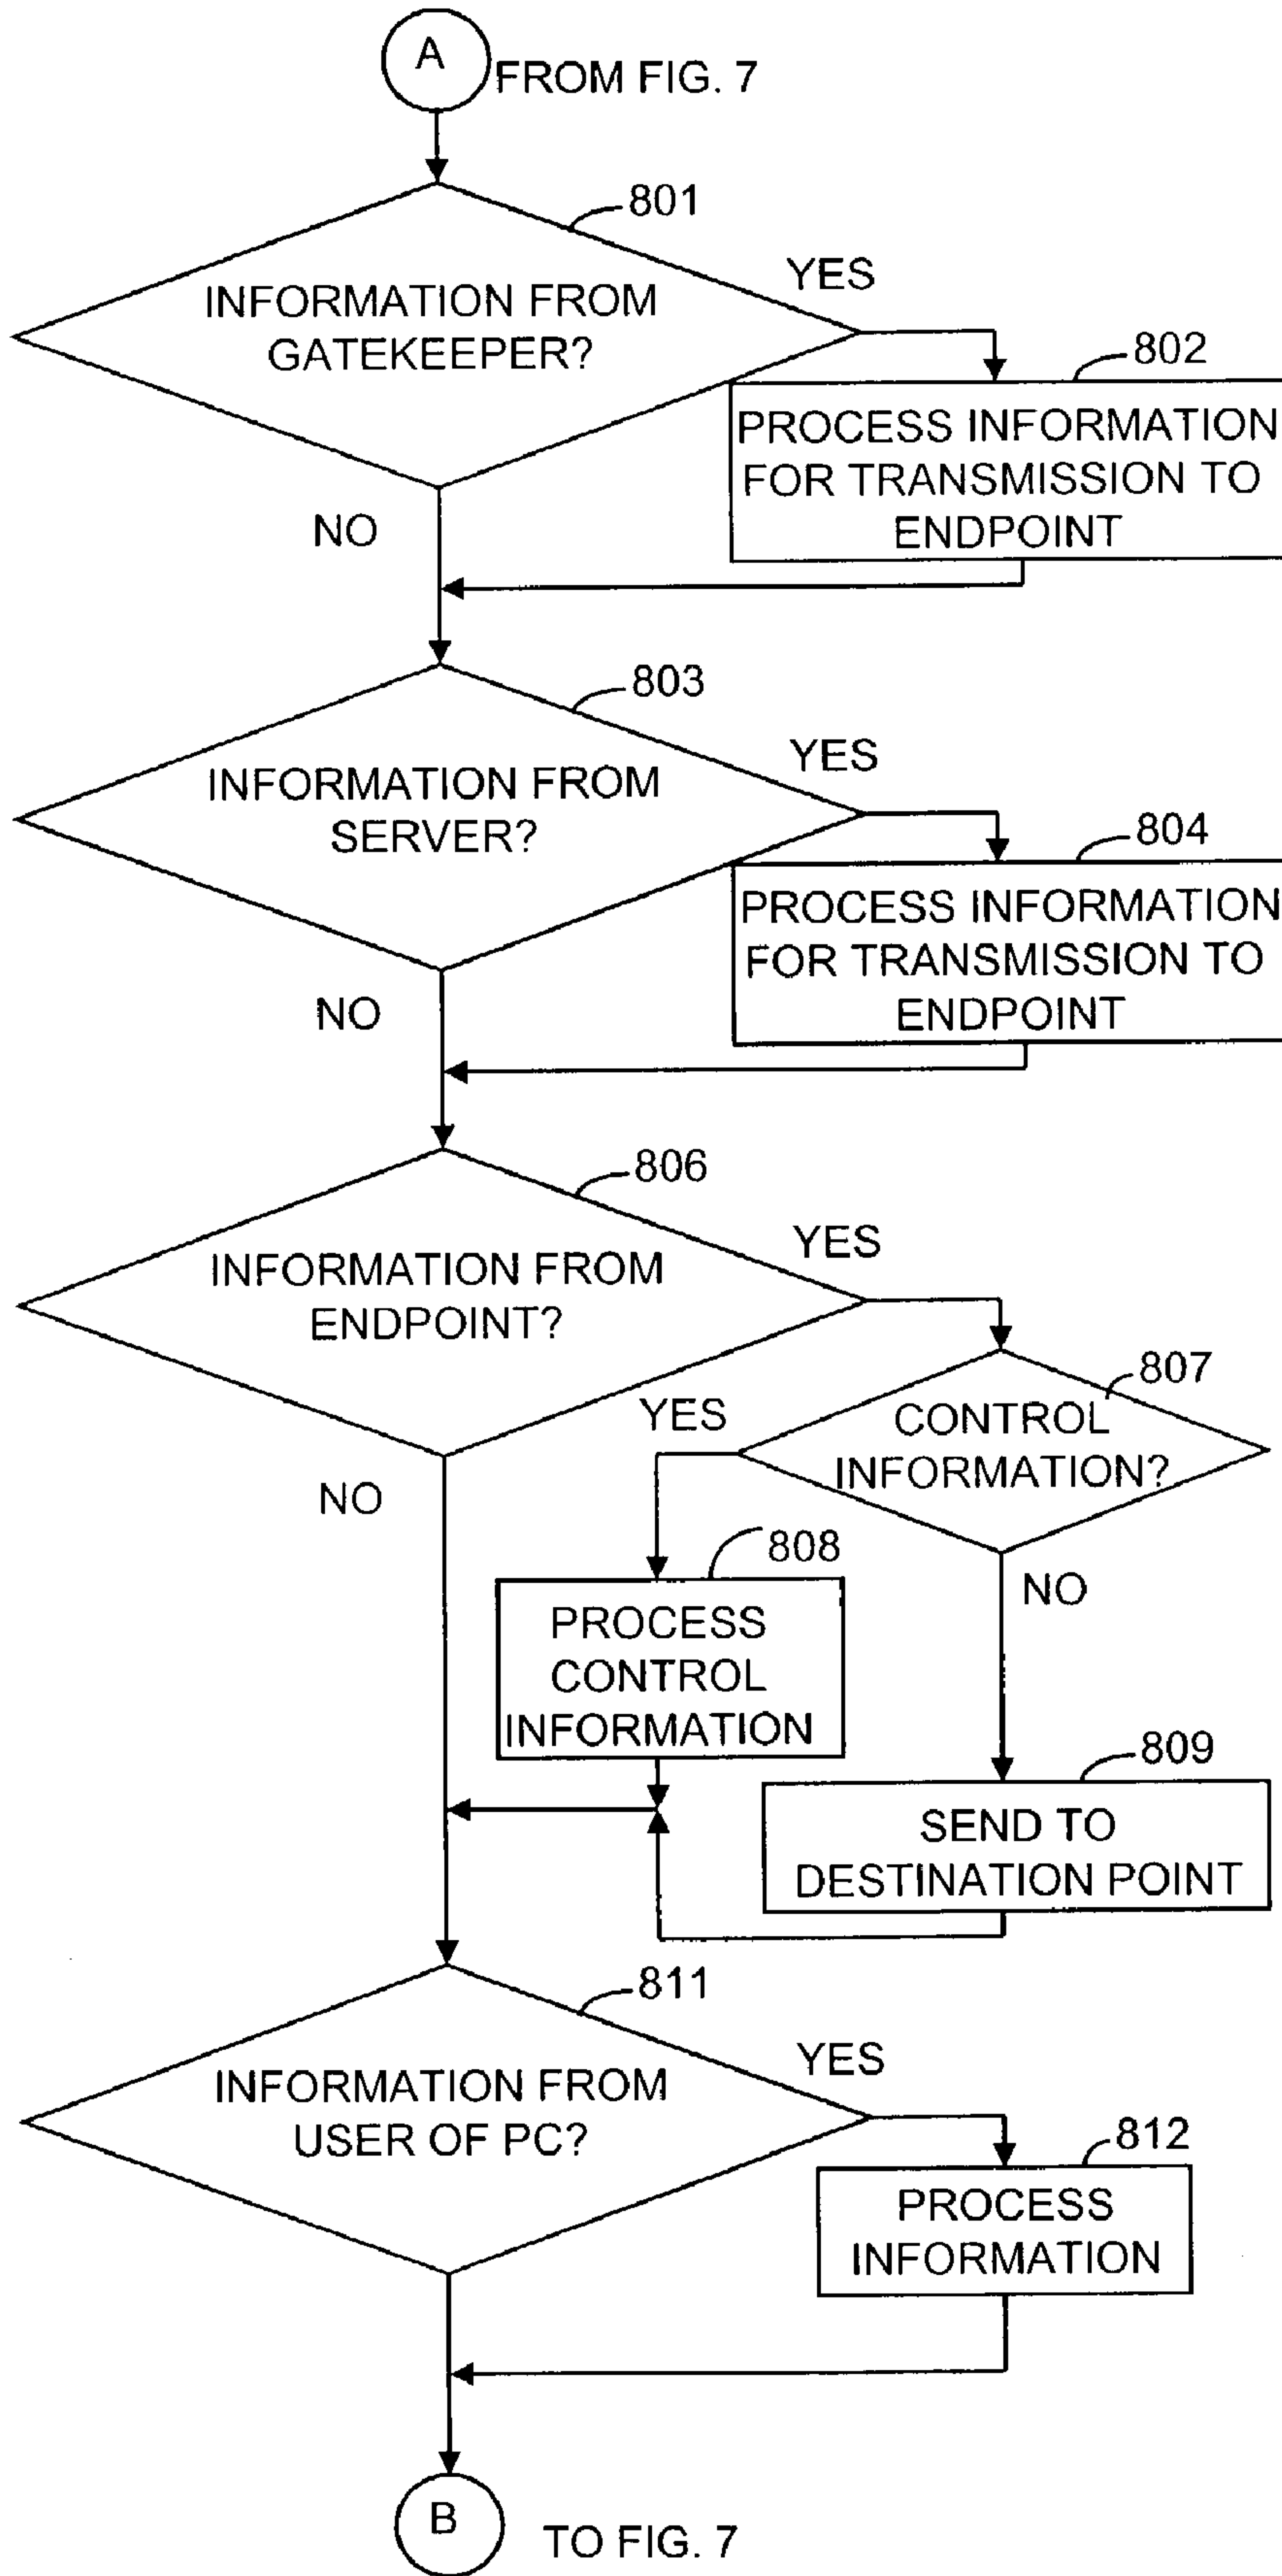 A
FROM FIG. 7
801
INFORMATION FROM
GATEKEEPER?
YES
802
PROCESS INFORMATION
FOR TRANSMISSION TO
ENDPOINT
NO
803
INFORMATION FROM
SERVER?
YES
804
PROCESS INFORMATION
FOR TRANSMISSION TO
ENDPOINT
NO
806
INFORMATION FROM
ENDPOINT?
YES
807
CONTROL
INFORMATION?
YES
NO
808
PROCESS
CONTROL
INFORMATION
NO
809
SEND TO
DESTINATION POINT
811
INFORMATION FROM
USER OF PC?
YES
812
PROCESS
INFORMATION
B
TO FIG. 7